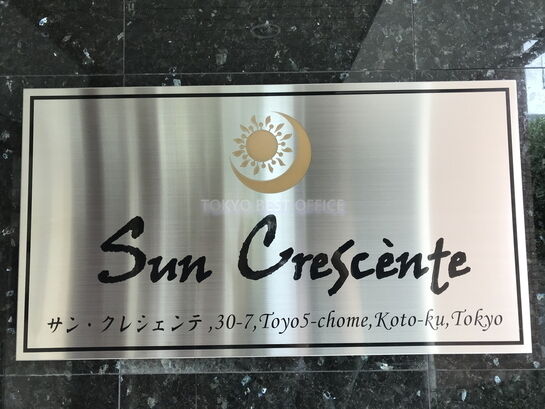 TOKYO BEST OFFICE
Sun Crescènte
サン・クレシェンテ,30-7,Toyo5-chome,Koto-ku,Tokyo